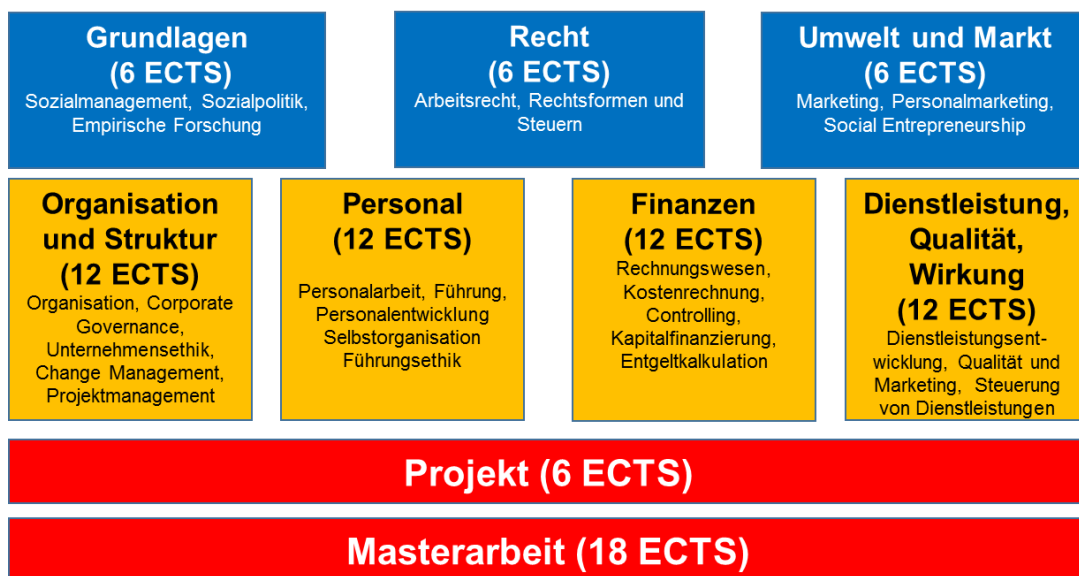 Grundlagen
(6 ECTS)
Sozialmanagement, Sozialpolitik,
Empirische Forschung
Recht
(6 ECTS)
Arbeitsrecht, Rechtsformen und
Steuern
Umwelt und Markt
(6 ECTS)
Marketing, Personalmarketing,
Social Entrepreneurship
Organisation
und Struktur
(12 ECTS)
Organisation, Corporate
Governance,
Unternehmensethik,
Change Management,
Projektmanagement
Personal
(12 ECTS)
Personalarbeit, Führung,
Personalentwicklung
Selbstorganisation
Führungsethik
Finanzen
(12 ECTS)
Rechnungswesen,
Kostenrechnung,
Controlling,
Kapitalfinanzierung,
Entgeltkalkulation
Dienstleistung,
Qualität,
Wirkung
(12 ECTS)
Dienstleistungsent-
wicklung, Qualität und
Marketing, Steuerung
von Dienstleistungen
Projekt (6 ECTS)
Masterarbeit (18 ECTS)